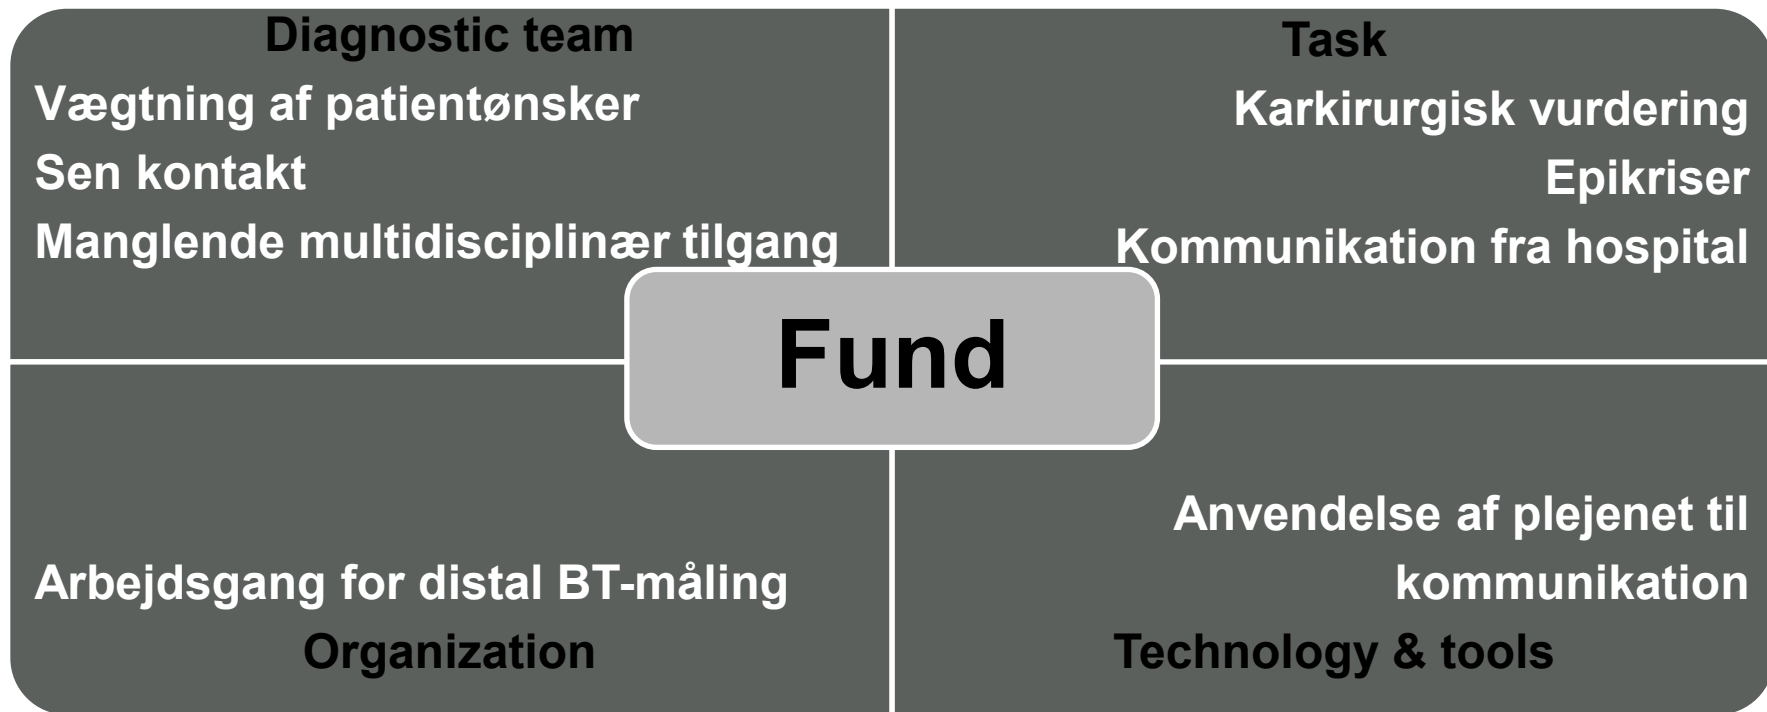 Diagnostic team
Vægtning af patientønsker
Sen kontakt
Manglende multidisciplinær tilgang
Task
Karkirurgisk vurdering
Epikriser
Kommunikation fra hospital
Fund
Arbejdsgang for distal BT-måling
Organization
Anvendelse af plejenet til
kommunikation
Technology & tools